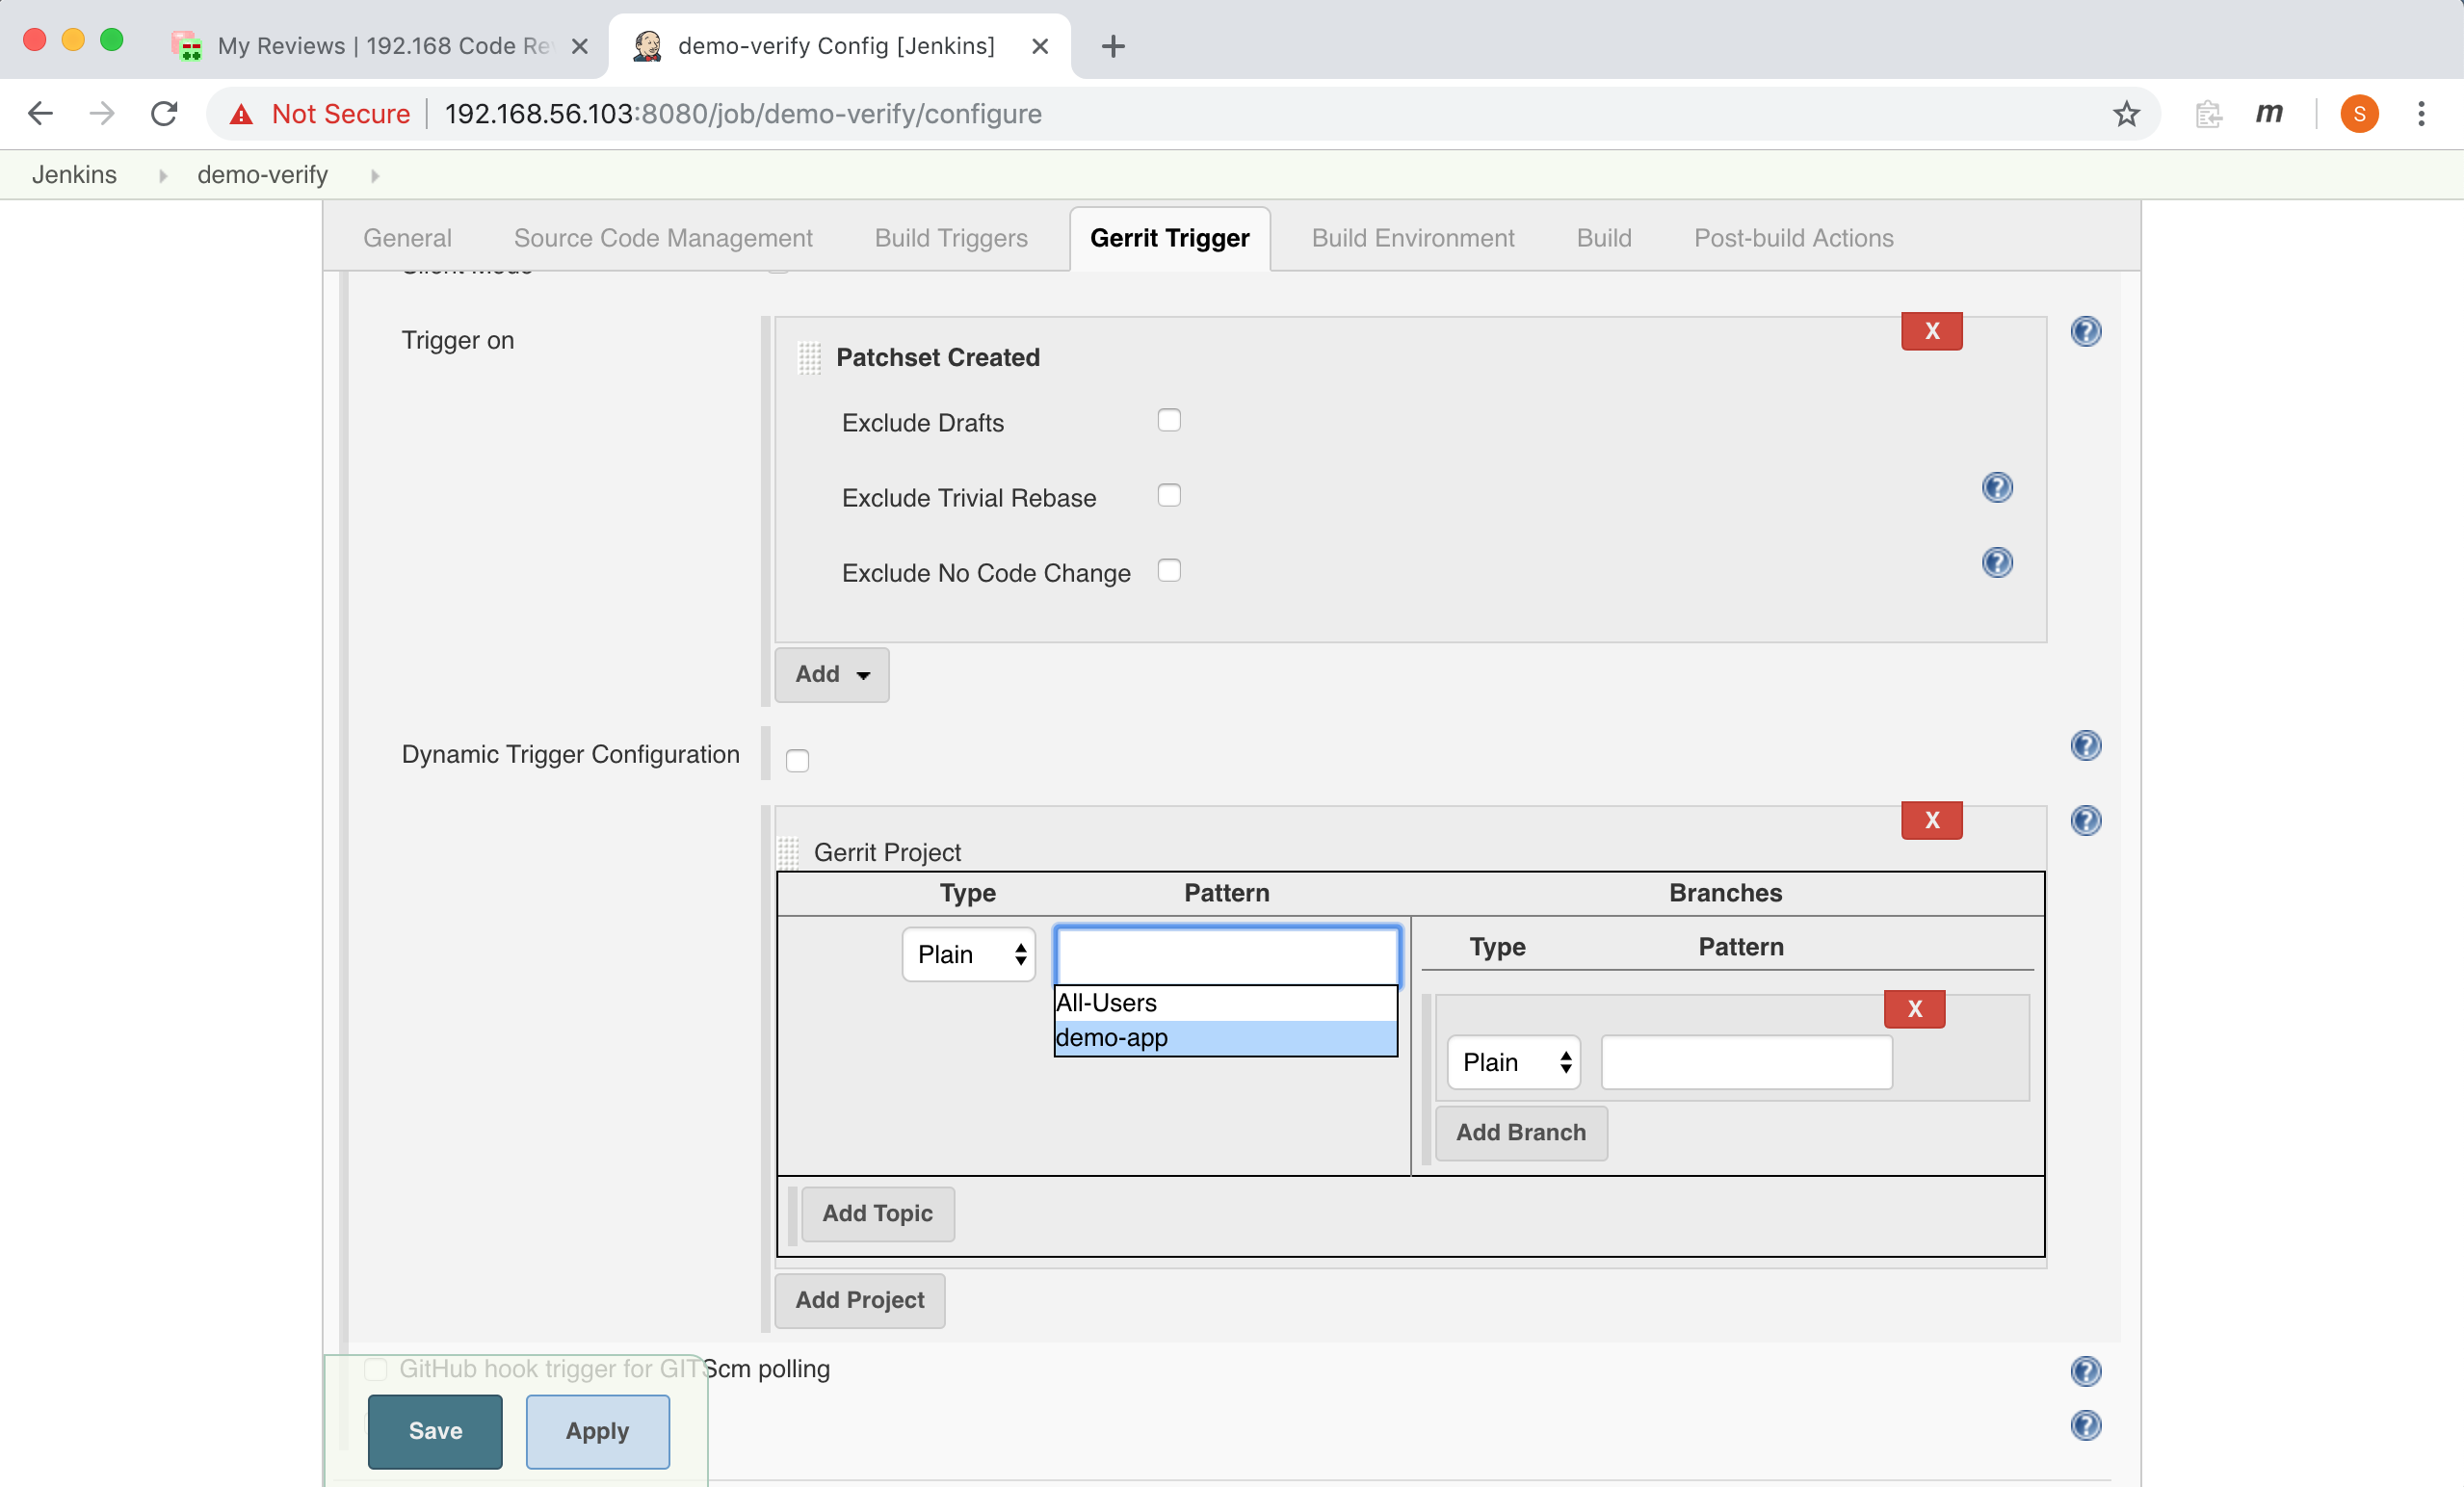 My Reviews | 192.168 Code Re
demo-verify Config [Jenkins]
Not Secure
192.168.56.103:8080/job/demo-verify/configure
m
S
Jenkins
demo-verify
General
Source Code Management
Build Triggers
Gerrit Trigger
Build Environment
Build
Post-build Actions
Trigger on
X
Patchset Created
Exclude Drafts
Exclude Trivial Rebase
Exclude No Code Change
Add
Dynamic Trigger Configuration
X
Gerrit Project
Type
Pattern
Branches
Plain
All-Users
demo-app
Type
Pattern
X
Plain
Add Branch
Add Topic
Add Project
GitHub hook trigger for GITScm polling
Save
Apply